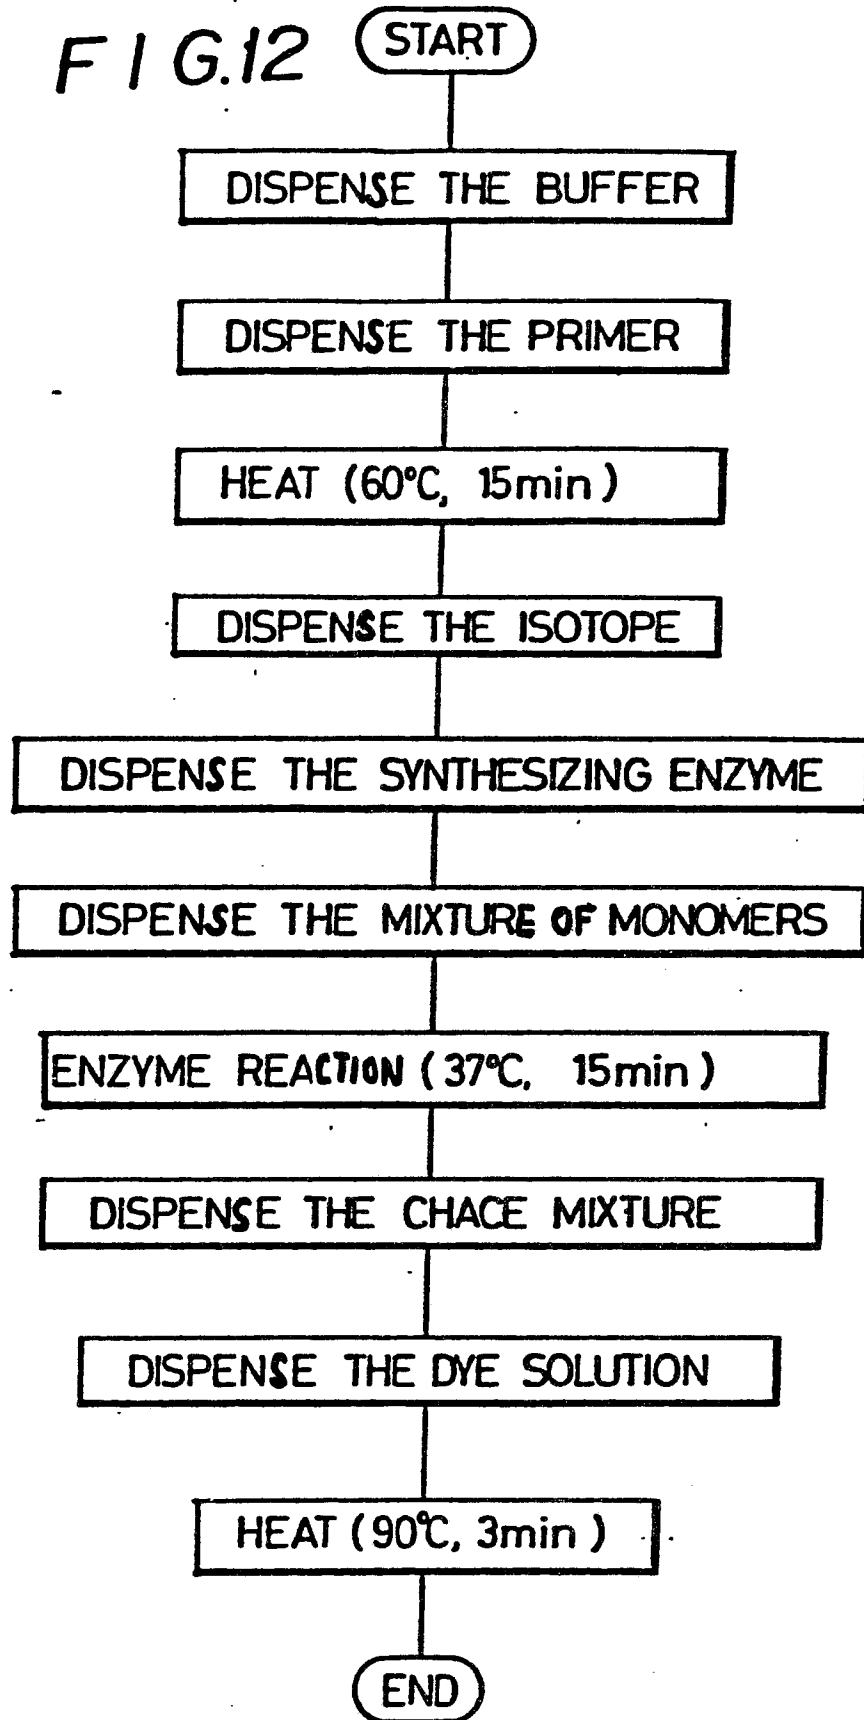 FIG.12
START
DISPENSE THE BUFFER
DISPENSE THE PRIMER
HEAT (60°C, 15min)
DISPENSE THE ISOTOPE
DISPENSE THE SYNTHESIZING ENZYME
DISPENSE THE MIXTURE OF MONOMERS
ENZYME REACTION (37°C, 15min)
DISPENSE THE CHACE MIXTURE
DISPENSE THE DYE SOLUTION
HEAT (90°C, 3min)
END